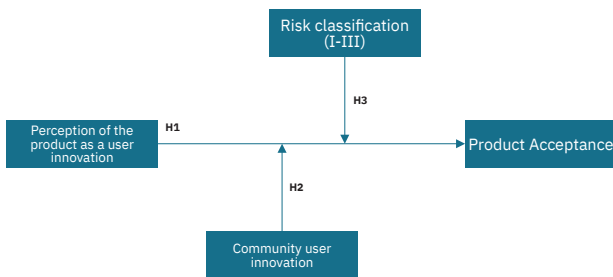 Risk classification
(I-III)
H3
H1
Perception of the
product as a user
innovation
Product Acceptance
H2
Community user
innovation